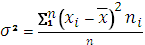 σ² = Σ₁ⁿ(xᵢ − x̄)² nᵢ / n